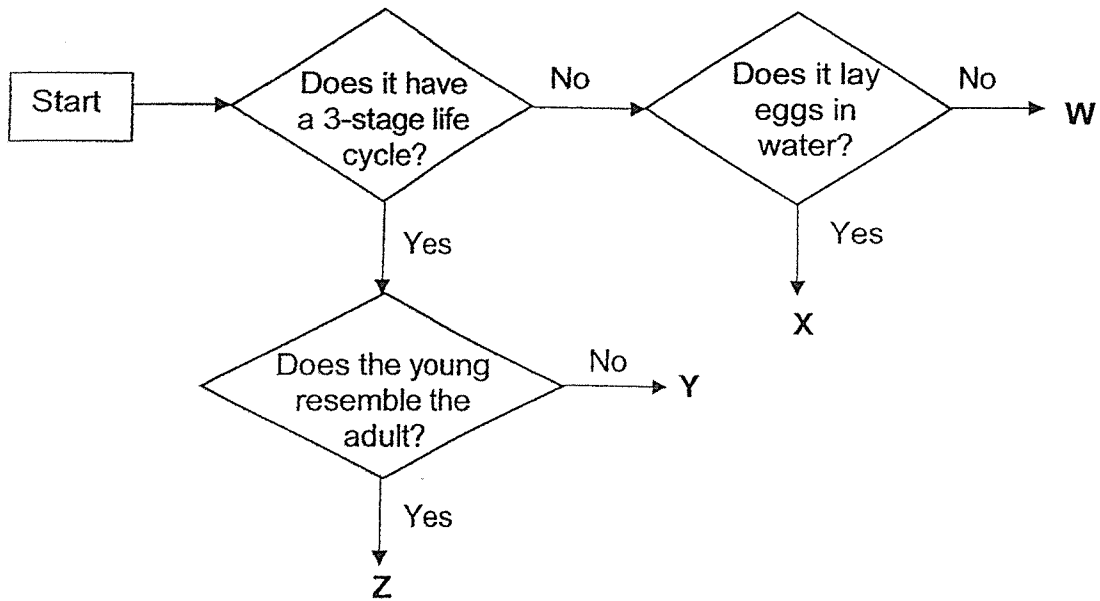 Start
Does it have
a 3-stage life
cycle?
No
Does it lay
eggs in
water?
No
W
Yes
Yes
X
Does the young
resemble the
adult?
No
Y
Yes
Z